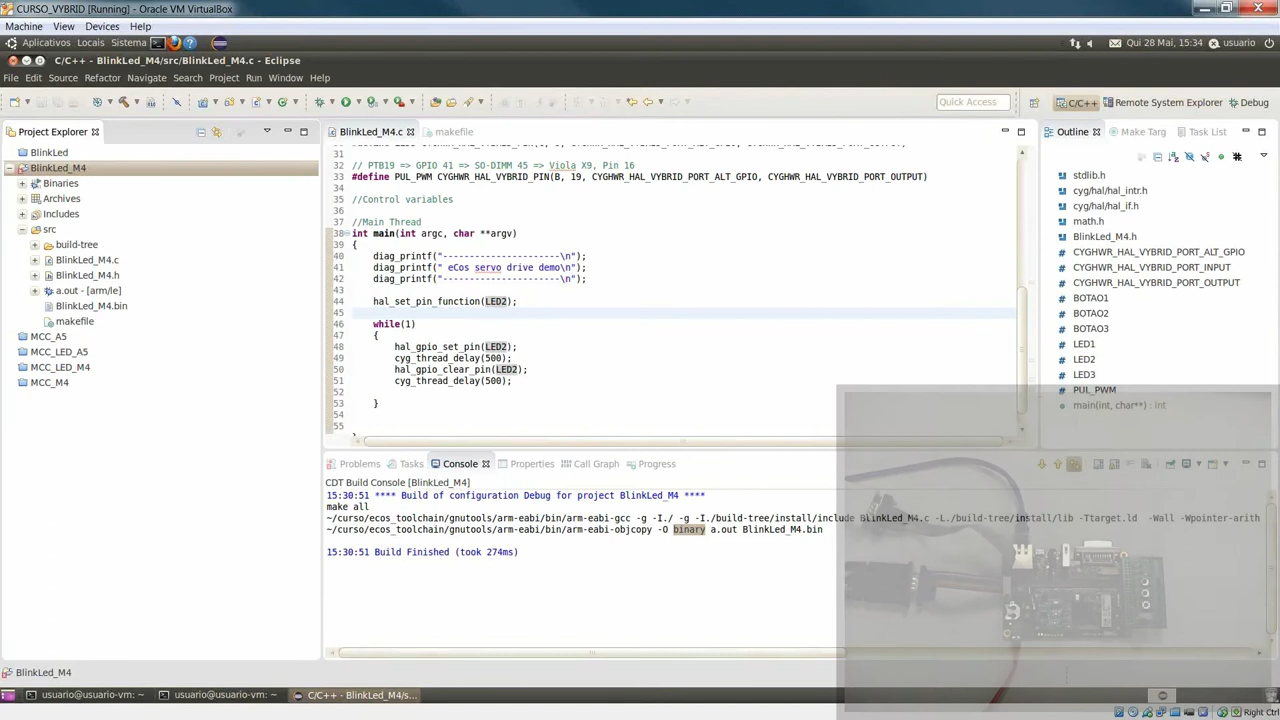 CURSO_VYBRID [Running] - Oracle VM VirtualBox
Machine View Devices Help
Aplicativos Locais Sistema Qui 28 Mai, 15:34 usuario
C/C++ - BlinkLed_M4/src/BlinkLed_M4.c - Eclipse
File Edit Source Refactor Navigate Search Project Run Window Help
Quick Access C/C++ Remote System Explorer Debug
Project Explorer
BlinkLed
BlinkLed_M4
Binaries
Archives
Includes
src
build-tree
BlinkLed_M4.c
BlinkLed_M4.h
a.out - [arm/le]
BlinkLed_M4.bin
makefile
MCC_A5
MCC_LED_A5
MCC_LED_M4
MCC_M4
BlinkLed_M4.c makefile
31
32 // PTB19 => GPIO 41 => SO-DIMM 45 => Viola X9, Pin 16
33 #define PUL_PWM CYGHWR_HAL_VYBRID_PIN(B, 19, CYGHWR_HAL_VYBRID_PORT_ALT_GPIO, CYGHWR_HAL_VYBRID_PORT_OUTPUT)
34
35 //Control variables
36
37 //Main Thread
38 int main(int argc, char **argv)
39 {
40 diag_printf("----------------------\n");
41 diag_printf(" eCos servo drive demo\n");
42 diag_printf("----------------------\n");
43
44 hal_set_pin_function(LED2);
45
46 while(1)
47 {
48 hal_gpio_set_pin(LED2);
49 cyg_thread_delay(500);
50 hal_gpio_clear_pin(LED2);
51 cyg_thread_delay(500);
52
53 }
54
55
Outline Make Targ Task List
stdlib.h
cyg/hal/hal_intr.h
cyg/hal/hal_if.h
math.h
BlinkLed_M4.h
CYGHWR_HAL_VYBRID_PORT_ALT_GPIO
CYGHWR_HAL_VYBRID_PORT_INPUT
CYGHWR_HAL_VYBRID_PORT_OUTPUT
BOTAO1
BOTAO2
BOTAO3
LED1
LED2
LED3
PUL_PWM
main(int, char**) : int
Problems Tasks Console Properties Call Graph Progress
CDT Build Console [BlinkLed_M4]
15:30:51 **** Build of configuration Debug for project BlinkLed_M4 ****
make all
~/curso/ecos_toolchain/gnutools/arm-eabi/bin/arm-eabi-gcc -g -I./ -g -I./build-tree/install/include BlinkLed_M4.c -L./build-tree/install/lib -Ttarget.ld -Wall -Wpointer-arith
~/curso/ecos_toolchain/gnutools/arm-eabi/bin/arm-eabi-objcopy -O binary a.out BlinkLed_M4.bin
15:30:51 Build Finished (took 274ms)
BlinkLed_M4
usuario@usuario-vm: ~ usuario@usuario-vm: ~ C/C++ - BlinkLed_M4/s...
Right Ctrl